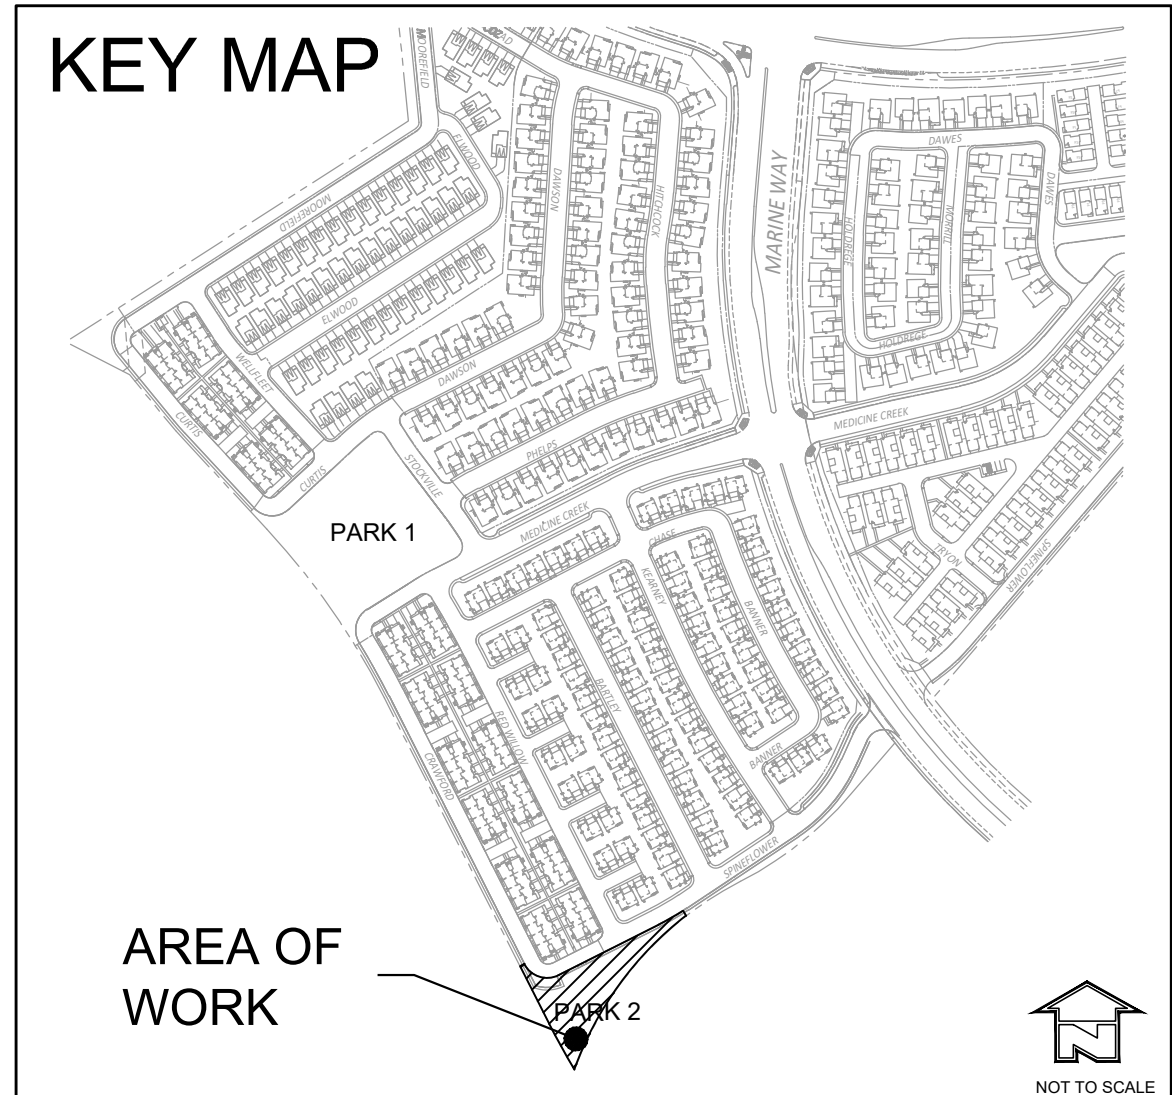 KEY MAP
MOOREFIELD
ELWOOD
MOOREFIELD
DAWSON
HITCHCOCK
MARINE WAY
DAWES
DAWES
HOLDREGE
MORRILL
HOLDREGE
ELWOOD
WELLFLEET
DAWSON
CURTIS
CURTIS
STOCKVILLE
PHELPS
MEDICINE CREEK
MEDICINE CREEK
PARK 1
CHASE
KEARNEY
BANNER
TRYON
SPINEFLOWER
BARTLEY
RED WILLOW
CRAWFORD
BANNER
SPINEFLOWER
AREA OF
WORK
PARK 2
N
NOT TO SCALE